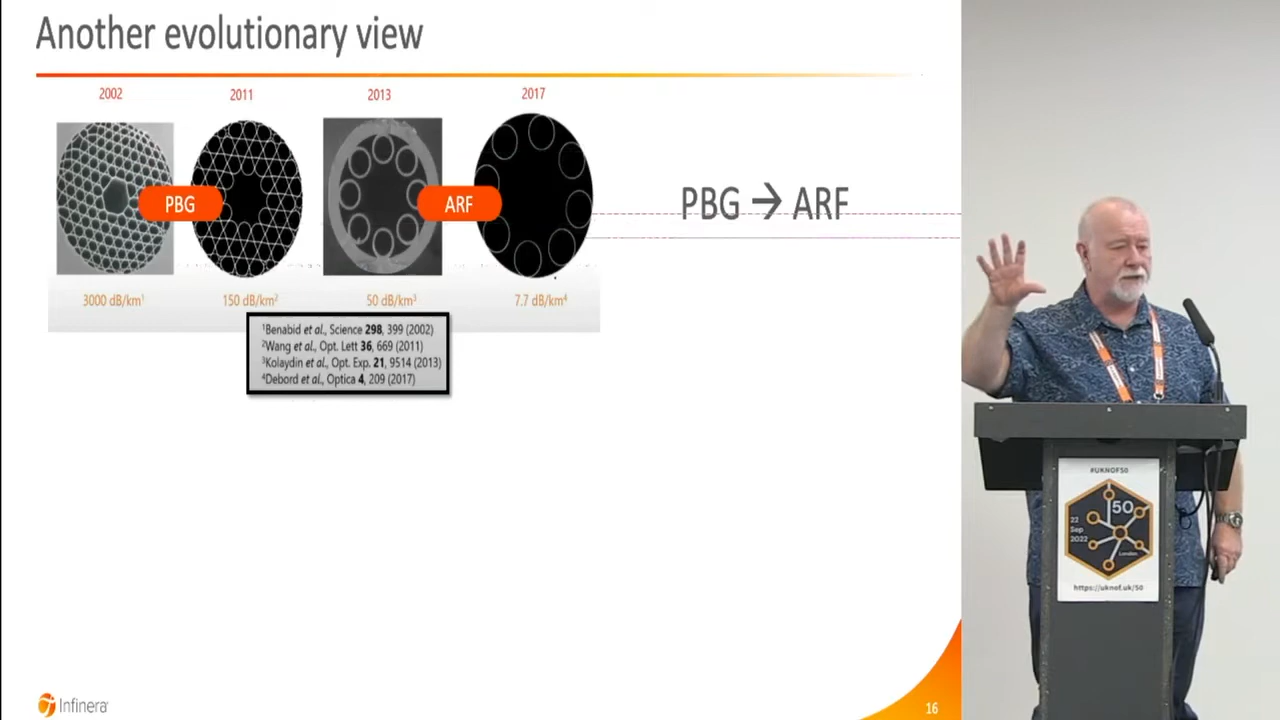 Another evolutionary view
2002 2011 2013 2017
PBG ARF
PBG → ARF
3000 dB/km¹ 150 dB/km² 50 dB/km³ 7.7 dB/km⁴
¹Benabid et al., Science 298, 399 (2002)
²Wang et al., Opt. Lett 36, 669 (2011)
³Kolaydin et al., Opt. Exp. 21, 9514 (2013)
⁴Debord et al., Optica 4, 209 (2017)
Infinera
16
#UKNOF50
50
22
Sep
2022
London
https://uknof.uk/50